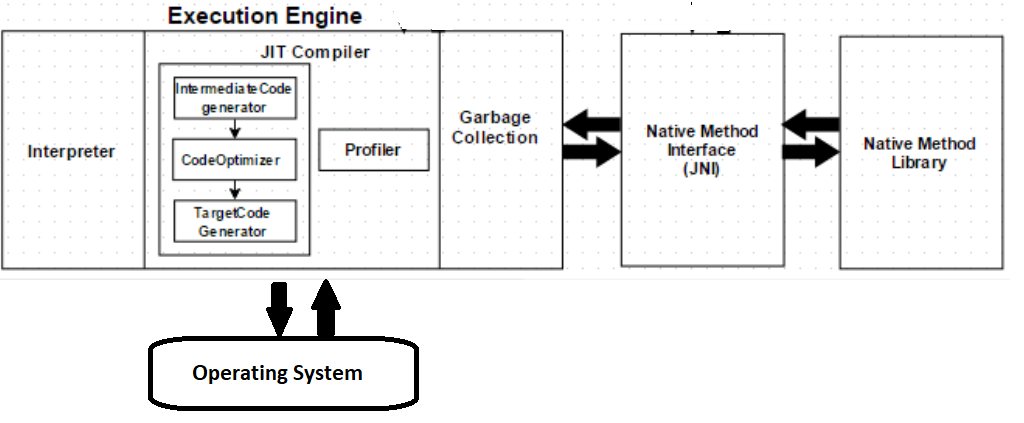 Execution Engine
JIT Compiler
Interpreter
IntermediateCode
generator
CodeOptimizer
TargetCode
Generator
Profiler
Garbage
Collection
Native Method
Interface
(JNI)
Native Method
Library
Operating System